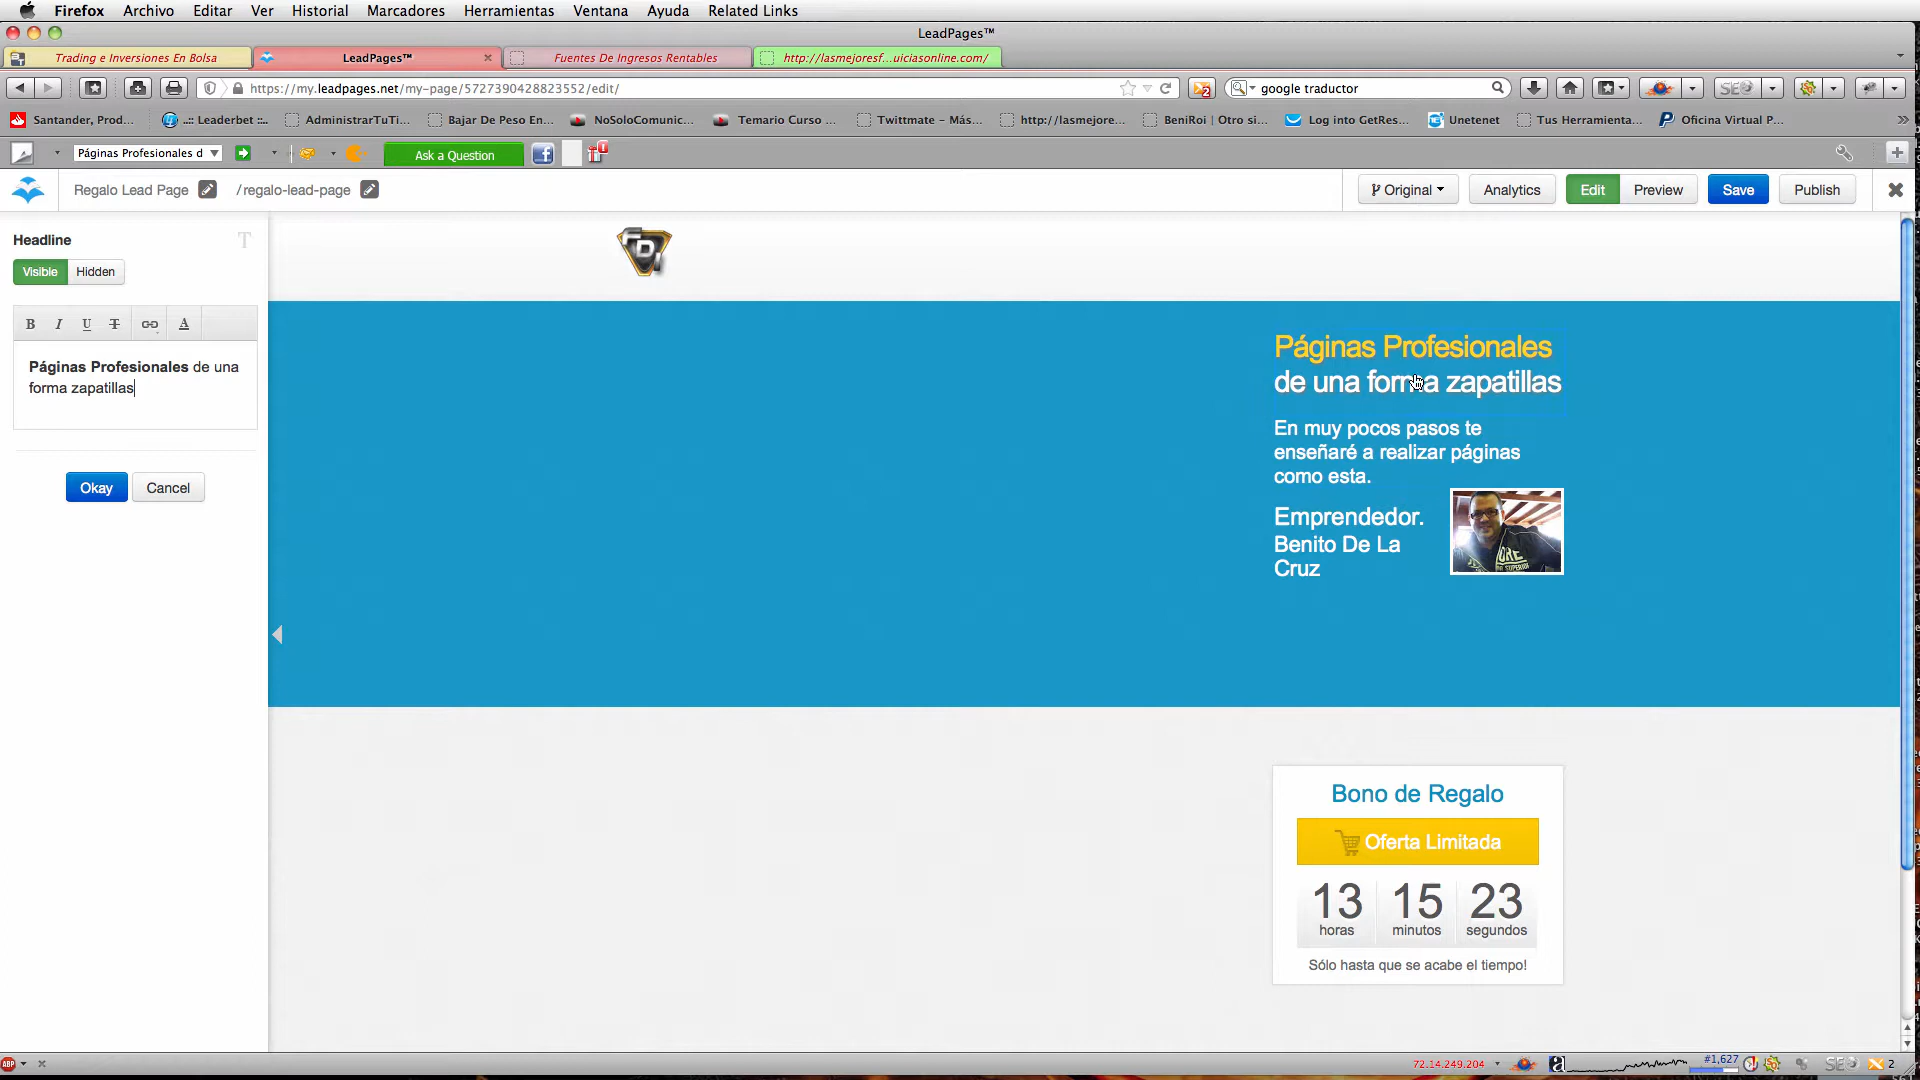 Firefox Archivo Editar Ver Historial Marcadores Herramientas Ventana Ayuda Related Links
LeadPages™
Trading e Inversiones En Bolsa LeadPages™ Fuentes De Ingresos Rentables http://lasmejoresf...uiciasonline.com/
https://my.leadpages.net/my-page/5727390428823552/edit/ google traductor
Santander, Prod... ..:: Leaderbet ::.. AdministrarTuTi... Bajar De Peso En... NoSoloComunic... Temario Curso ... Twittmate - Más... http://lasmejore... BeniRoi | Otro si... Log into GetRes... Unetenet Tus Herramienta... Oficina Virtual P...
Páginas Profesionales d Ask a Question
Regalo Lead Page /regalo-lead-page Original Analytics Edit Preview Save Publish
Headline
Visible Hidden
B I U T A
Páginas Profesionales de una
forma zapatillas
Okay Cancel
FDI
Páginas Profesionales
de una forma zapatillas
En muy pocos pasos te
enseñaré a realizar páginas
como esta.
Emprendedor.
Benito De La
Cruz
Bono de Regalo
Oferta Limitada
13 15 23
horas minutos segundos
Sólo hasta que se acabe el tiempo!
ABP 72.14.249.204 #1,627 2